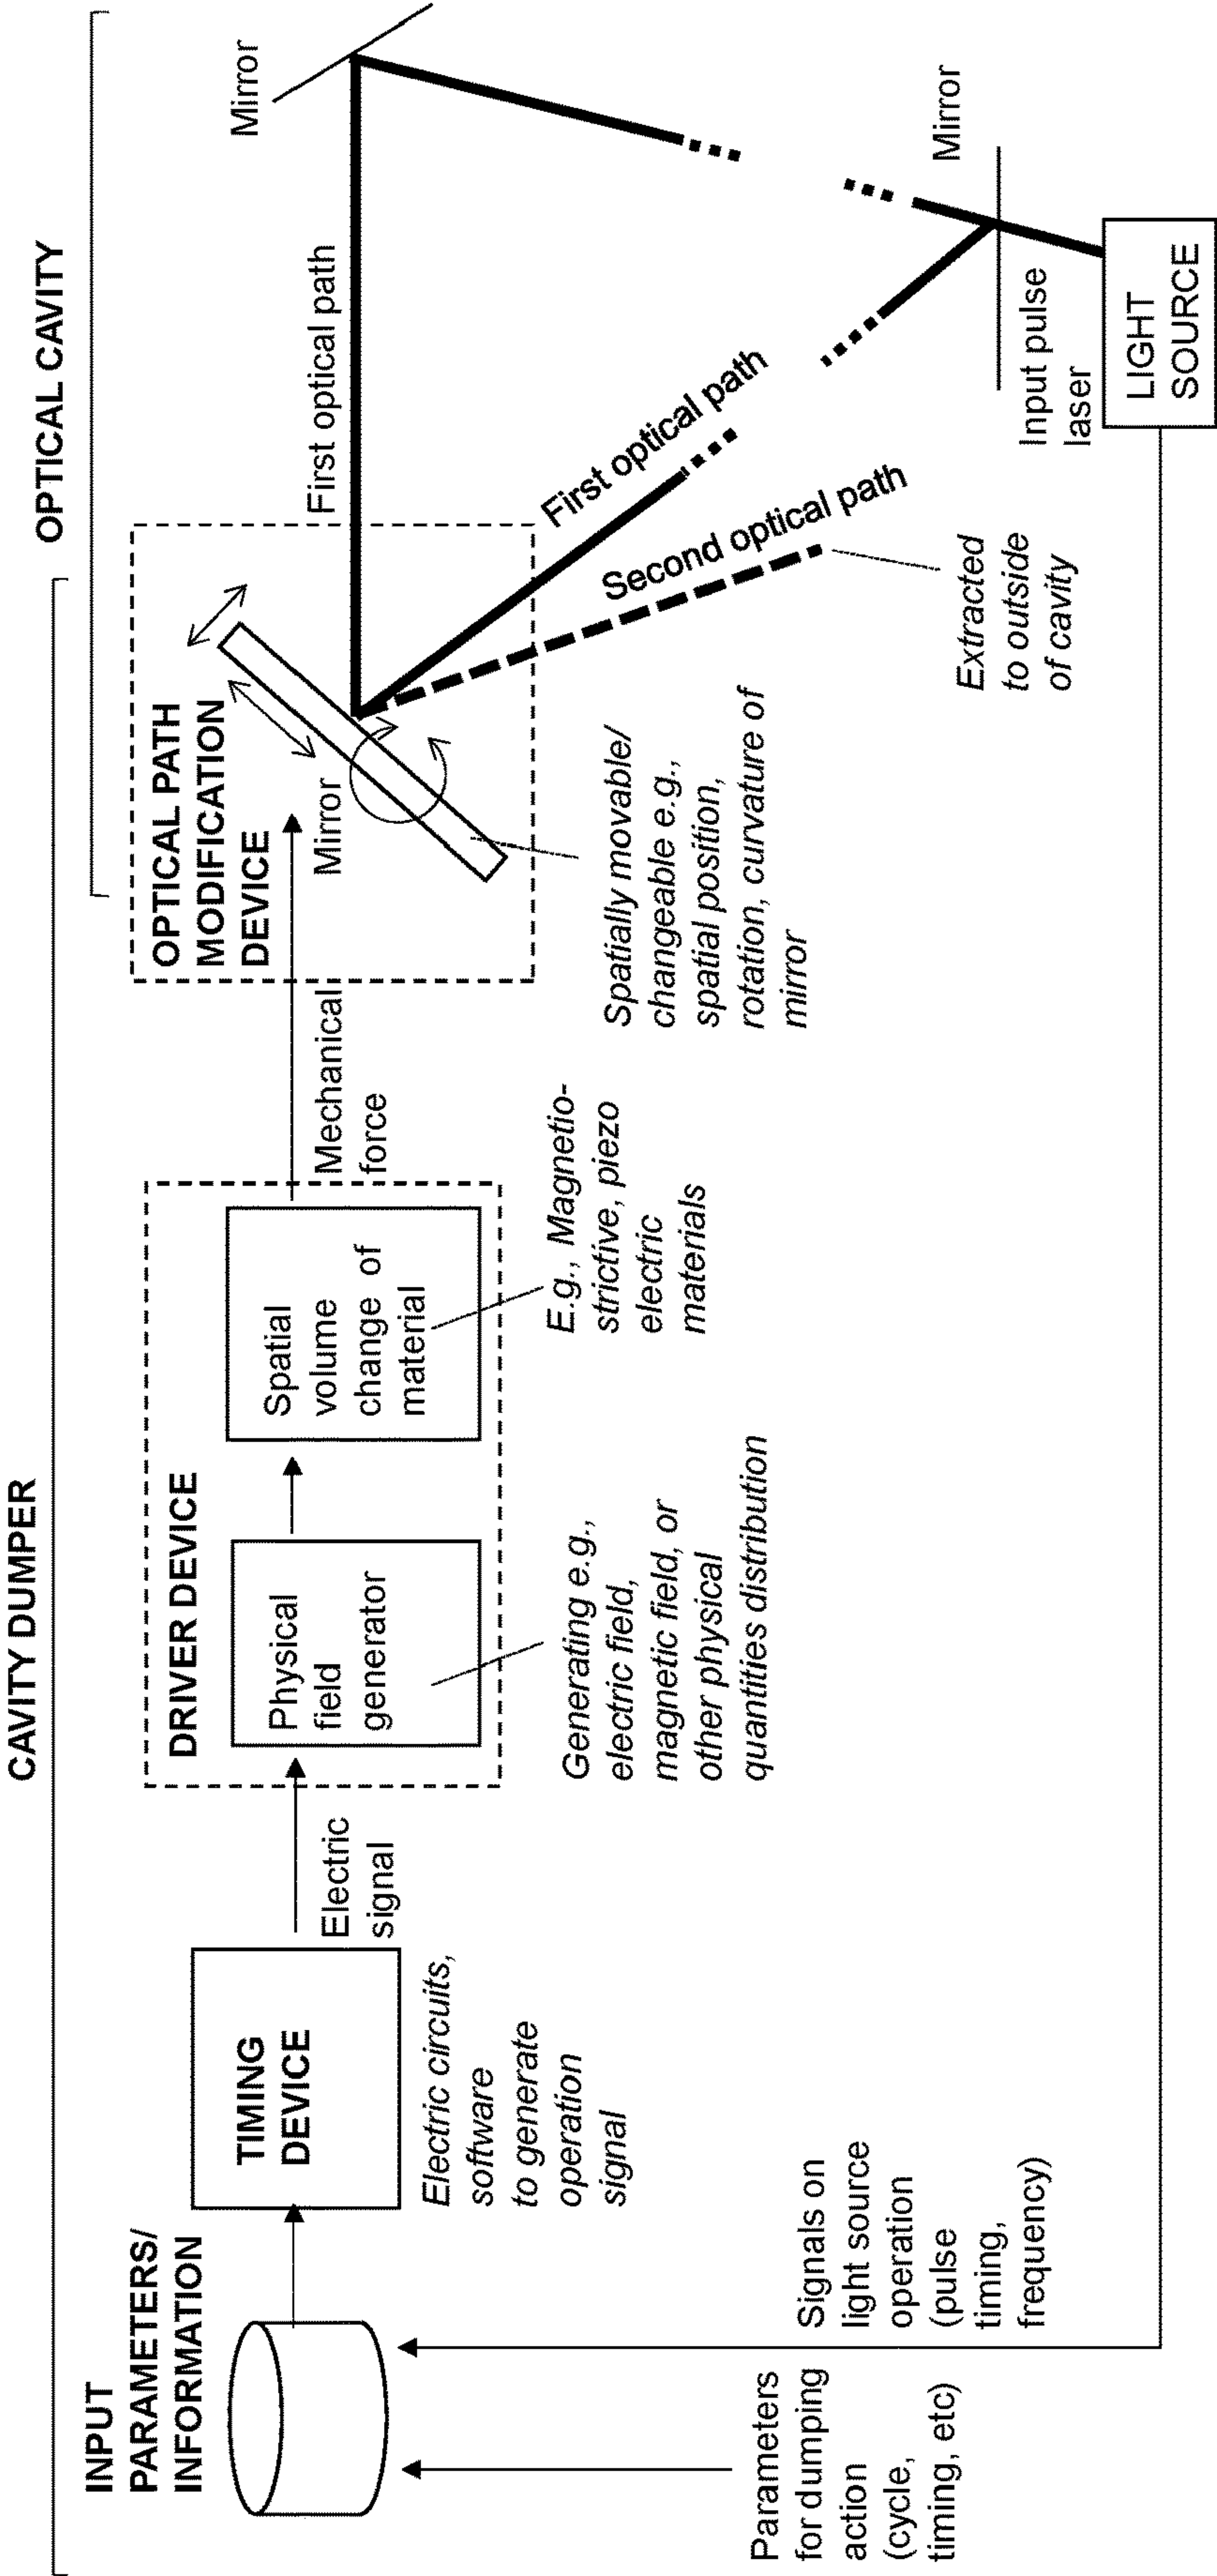 CAVITY DUMPER
OPTICAL CAVITY
INPUT
PARAMETERS/
INFORMATION
TIMING
DEVICE
Electric circuits,
software
to generate
operation
signal
Electric
signal
DRIVER DEVICE
Physical
field
generator
Spatial
volume
change of
material
Generating e.g.,
electric field,
magnetic field, or
other physical
quantities distribution
E.g., Magnetio-
strictive, piezo
electric
materials
Mechanical
force
OPTICAL PATH
MODIFICATION
DEVICE
Mirror
Spatially movable/
changeable e.g.,
spatial position,
rotation, curvature of
mirror
First optical path
Mirror
First optical path
Second optical path
Extracted
to outside
of cavity
Mirror
Input pulse
laser
LIGHT
SOURCE
Parameters
for dumping
action
(cycle,
timing, etc)
Signals on
light source
operation
(pulse
timing,
frequency)